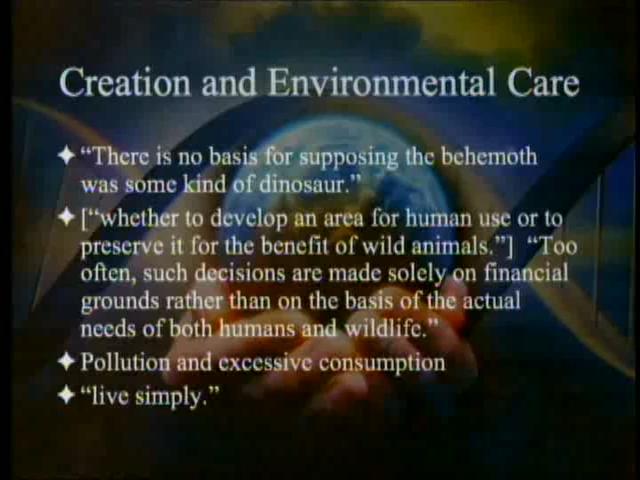 Creation and Environmental Care
✦ “There is no basis for supposing the behemoth
was some kind of dinosaur.”
✦ [“whether to develop an area for human use or to
preserve it for the benefit of wild animals.”] “Too
often, such decisions are made solely on financial
grounds rather than on the basis of the actual
needs of both humans and wildlife.”
✦ Pollution and excessive consumption
✦ “live simply.”